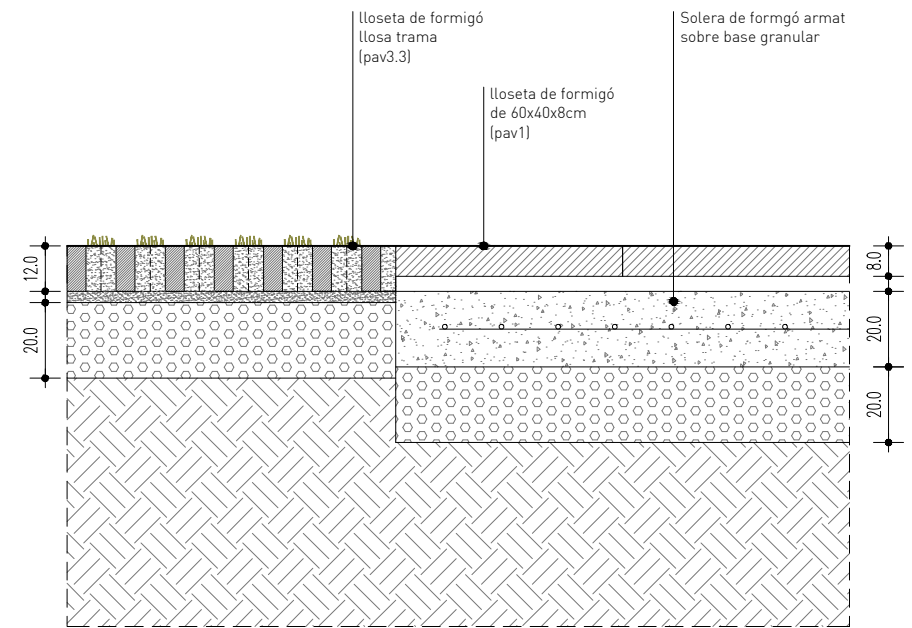 lloseta de formigó
llosa trama
(pav3.3)
Solera de formgó armat
sobre base granular
lloseta de formigó
de 60x40x8cm
(pav1)
12.0
20.0
8.0
20.0
20.0